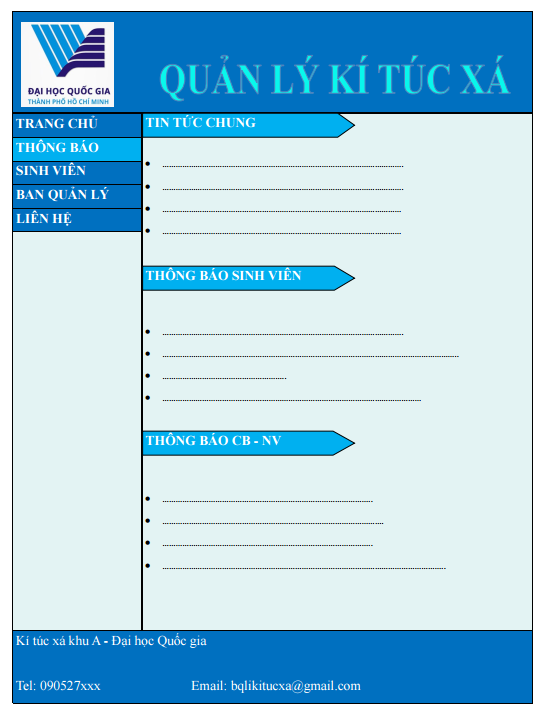 ĐẠI HỌC QUỐC GIA
THÀNH PHỐ HỒ CHÍ MINH
QUẢN LÝ KÍ TÚC XÁ
TRANG CHỦ
THÔNG BÁO
SINH VIÊN
BAN QUẢN LÝ
LIÊN HỆ
TIN TỨC CHUNG
THÔNG BÁO SINH VIÊN
THÔNG BÁO CB - NV
Kí túc xá khu A - Đại học Quốc gia
Tel: 090527xxx Email: bqlikitucxa@gmail.com